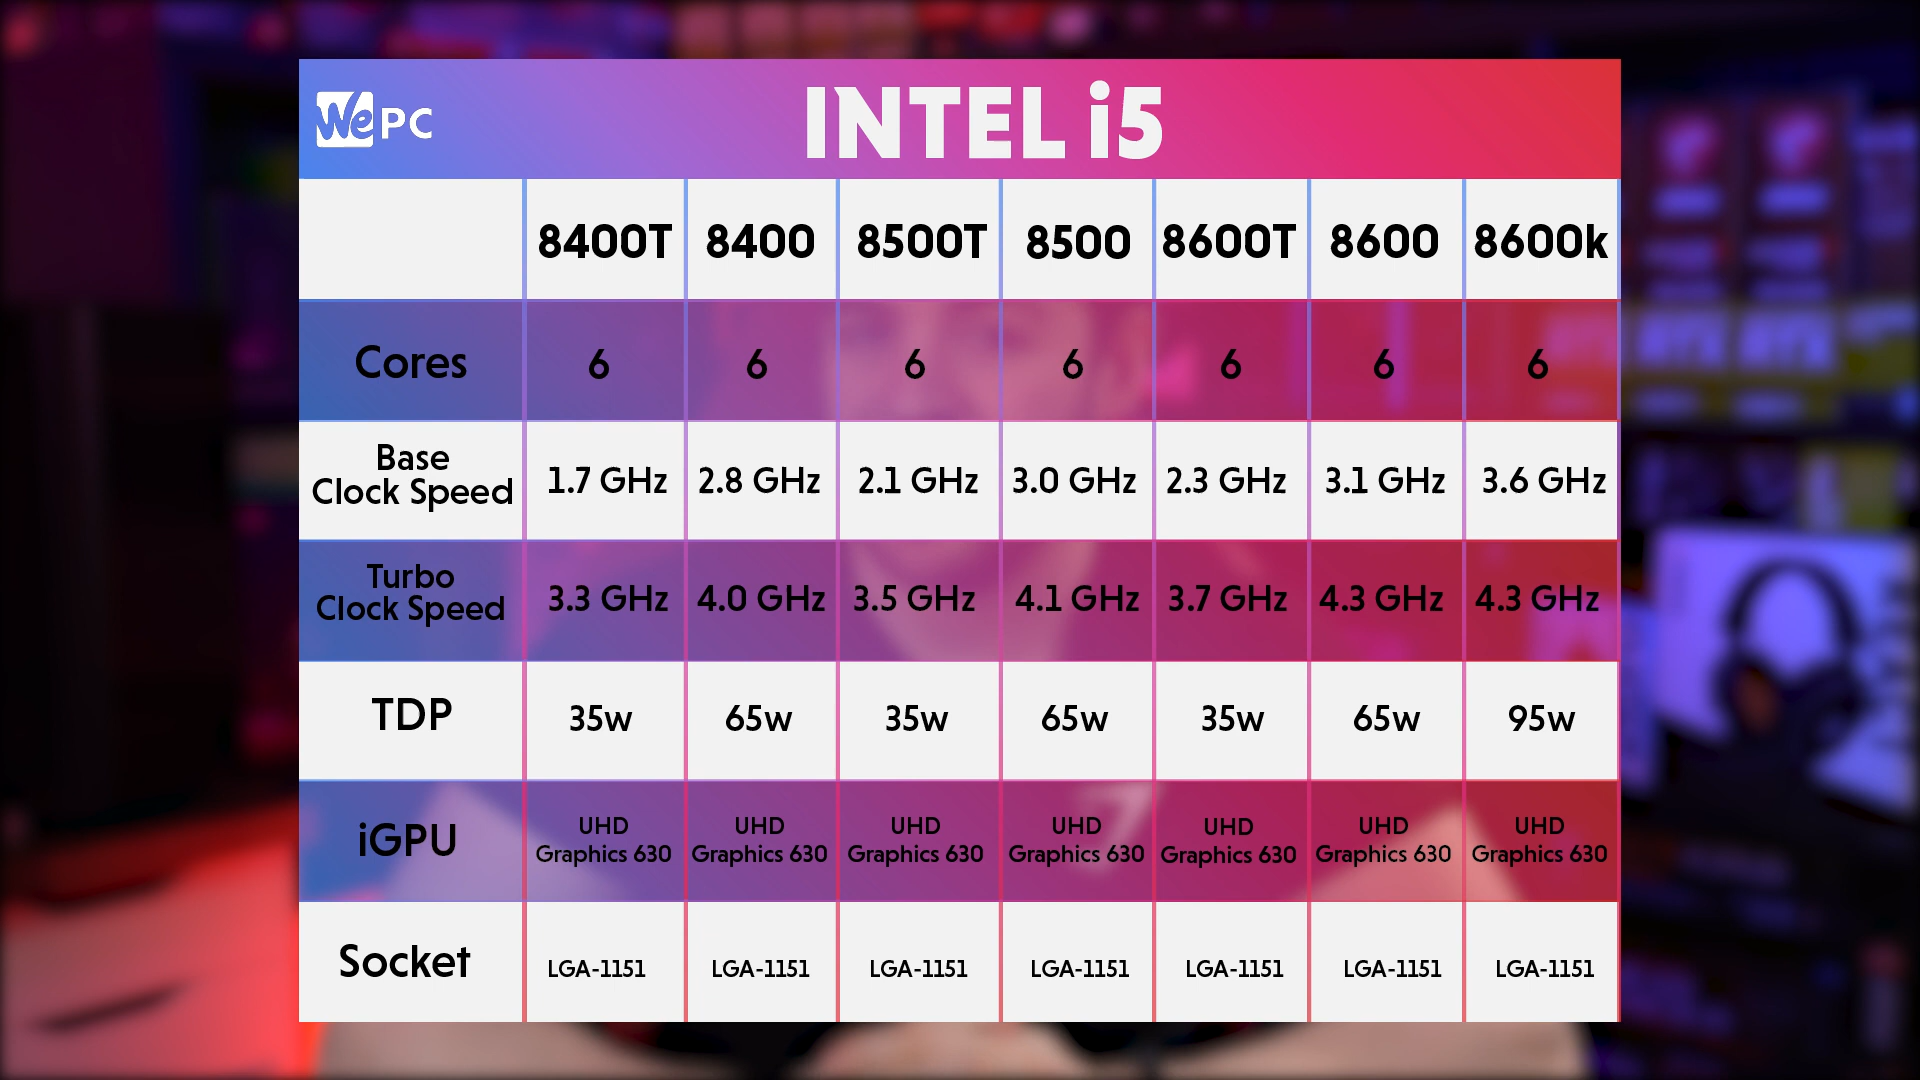 WePC
INTEL i5
8400T 8400 8500T 8500 8600T 8600 8600k
Cores 6 6 6 6 6 6 6
Base
Clock Speed 1.7 GHz 2.8 GHz 2.1 GHz 3.0 GHz 2.3 GHz 3.1 GHz 3.6 GHz
Turbo
Clock Speed 3.3 GHz 4.0 GHz 3.5 GHz 4.1 GHz 3.7 GHz 4.3 GHz 4.3 GHz
TDP 35w 65w 35w 65w 35w 65w 95w
iGPU
UHD UHD UHD UHD UHD UHD UHD
Graphics 630 Graphics 630 Graphics 630 Graphics 630 Graphics 630 Graphics 630 Graphics 630
Socket LGA-1151 LGA-1151 LGA-1151 LGA-1151 LGA-1151 LGA-1151 LGA-1151